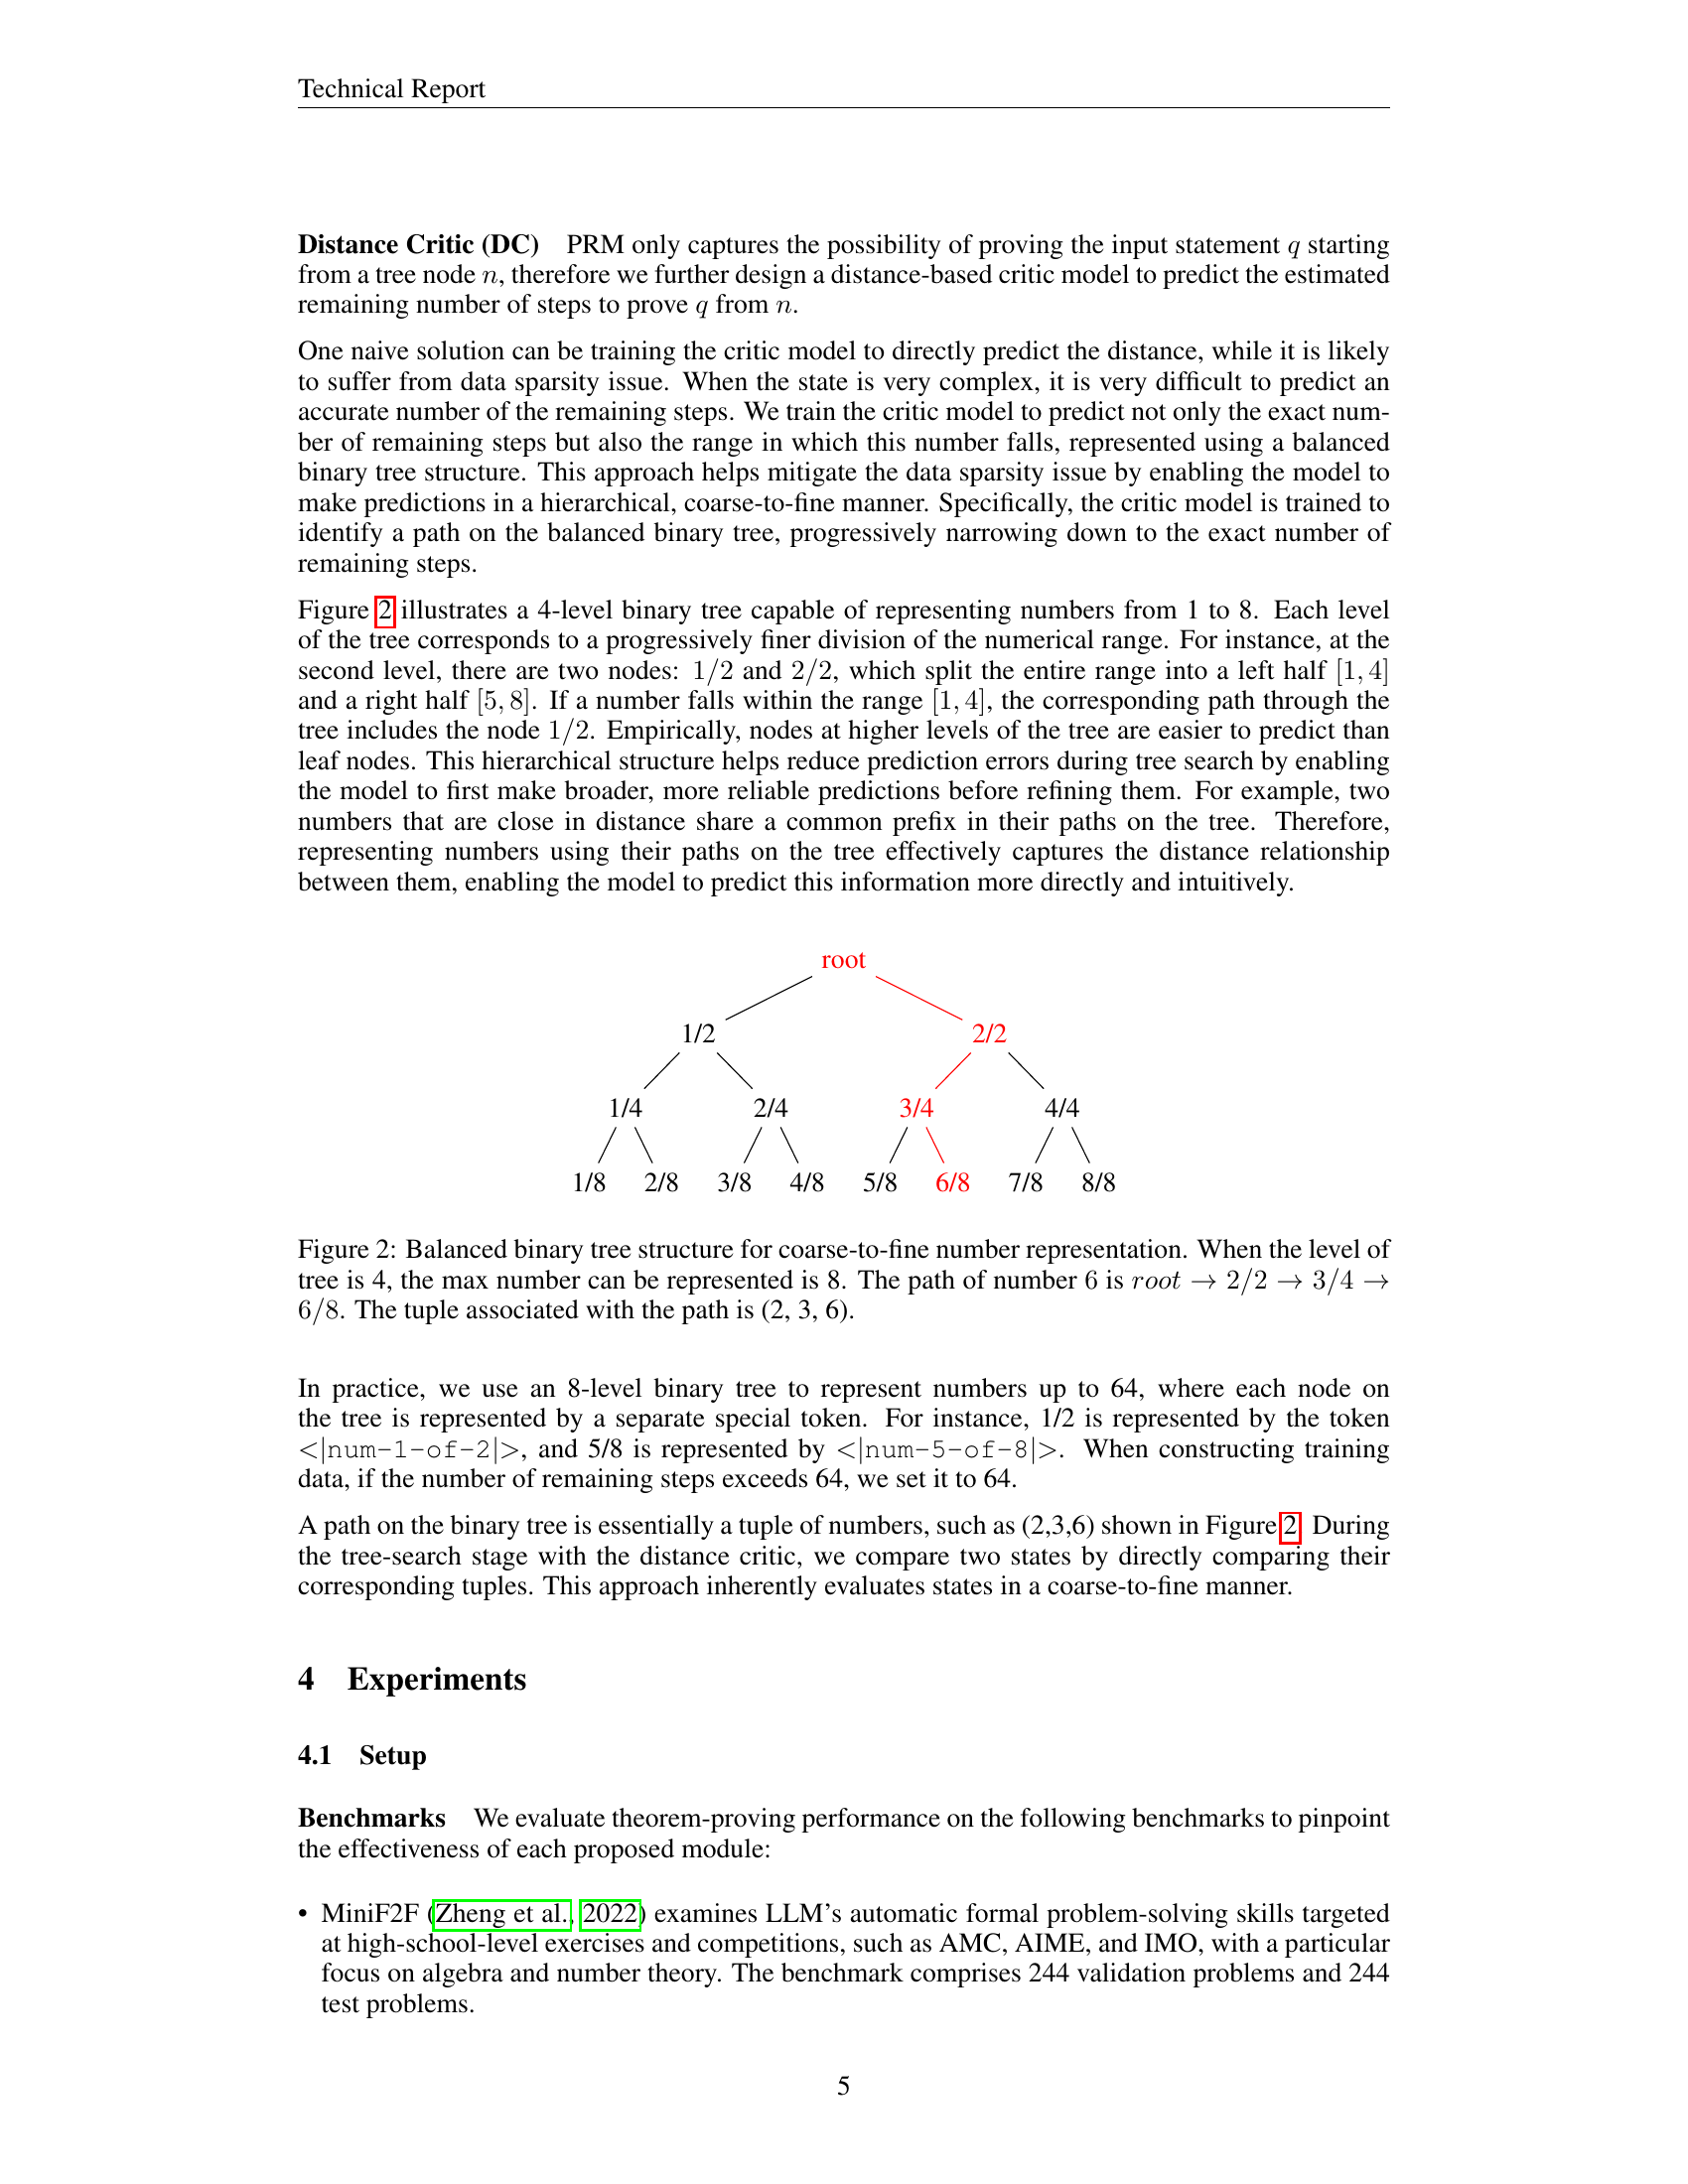 Technical Report
Distance Critic (DC) PRM only captures the possibility of proving the input statement q starting
from a tree node n, therefore we further design a distance-based critic model to predict the estimated
remaining number of steps to prove q from n.
One naive solution can be training the critic model to directly predict the distance, while it is likely
to suffer from data sparsity issue. When the state is very complex, it is very difficult to predict an
accurate number of the remaining steps. We train the critic model to predict not only the exact num-
ber of remaining steps but also the range in which this number falls, represented using a balanced
binary tree structure. This approach helps mitigate the data sparsity issue by enabling the model to
make predictions in a hierarchical, coarse-to-fine manner. Specifically, the critic model is trained to
identify a path on the balanced binary tree, progressively narrowing down to the exact number of
remaining steps.
Figure 2 illustrates a 4-level binary tree capable of representing numbers from 1 to 8. Each level
of the tree corresponds to a progressively finer division of the numerical range. For instance, at the
second level, there are two nodes: 1/2 and 2/2, which split the entire range into a left half [1, 4]
and a right half [5, 8]. If a number falls within the range [1, 4], the corresponding path through the
tree includes the node 1/2. Empirically, nodes at higher levels of the tree are easier to predict than
leaf nodes. This hierarchical structure helps reduce prediction errors during tree search by enabling
the model to first make broader, more reliable predictions before refining them. For example, two
numbers that are close in distance share a common prefix in their paths on the tree. Therefore,
representing numbers using their paths on the tree effectively captures the distance relationship
between them, enabling the model to predict this information more directly and intuitively.
root
1/2 2/2
1/4 2/4 3/4 4/4
1/8 2/8 3/8 4/8 5/8 6/8 7/8 8/8
Figure 2: Balanced binary tree structure for coarse-to-fine number representation. When the level of
tree is 4, the max number can be represented is 8. The path of number 6 is root → 2/2 → 3/4 →
6/8. The tuple associated with the path is (2, 3, 6).
In practice, we use an 8-level binary tree to represent numbers up to 64, where each node on
the tree is represented by a separate special token. For instance, 1/2 is represented by the token
<|num-1-of-2|>, and 5/8 is represented by <|num-5-of-8|>. When constructing training
data, if the number of remaining steps exceeds 64, we set it to 64.
A path on the binary tree is essentially a tuple of numbers, such as (2,3,6) shown in Figure 2. During
the tree-search stage with the distance critic, we compare two states by directly comparing their
corresponding tuples. This approach inherently evaluates states in a coarse-to-fine manner.
4 Experiments
4.1 Setup
Benchmarks We evaluate theorem-proving performance on the following benchmarks to pinpoint
the effectiveness of each proposed module:
• MiniF2F (Zheng et al., 2022) examines LLM's automatic formal problem-solving skills targeted
at high-school-level exercises and competitions, such as AMC, AIME, and IMO, with a particular
focus on algebra and number theory. The benchmark comprises 244 validation problems and 244
test problems.
5